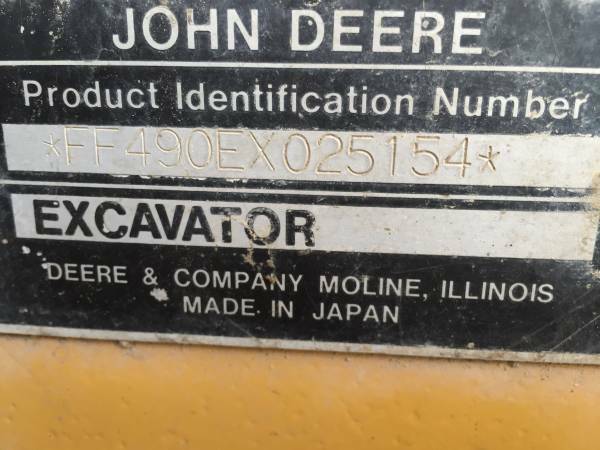 JOHN DEERE
Product Identification Number
*FF490EX025154*
EXCAVATOR
DEERE & COMPANY MOLINE, ILLINOIS
MADE IN JAPAN